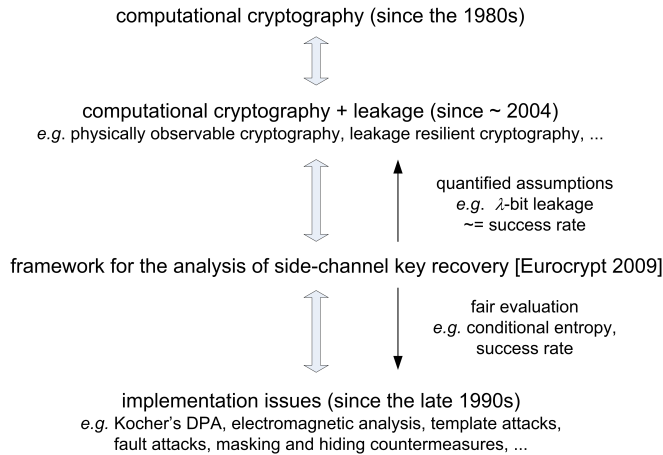 computational cryptography (since the 1980s)
computational cryptography + leakage (since ~ 2004)
e.g. physically observable cryptography, leakage resilient cryptography, ...
quantified assumptions
e.g. λ-bit leakage
~= success rate
framework for the analysis of side-channel key recovery [Eurocrypt 2009]
fair evaluation
e.g. conditional entropy,
success rate
implementation issues (since the late 1990s)
e.g. Kocher's DPA, electromagnetic analysis, template attacks,
fault attacks, masking and hiding countermeasures, ...